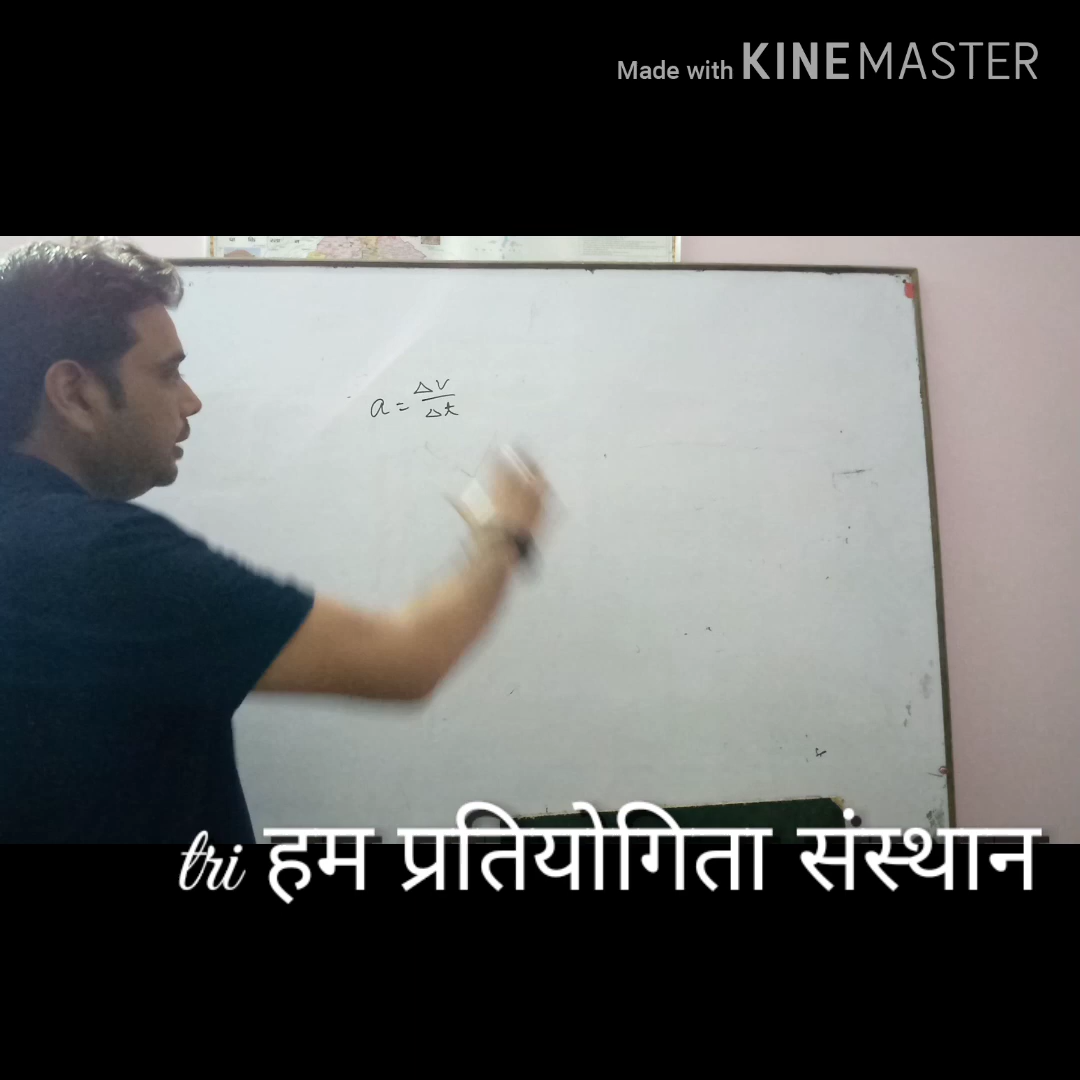 Made with KINEMASTER
a = ΔV/Δt
tri हम प्रतियोगिता संस्थान